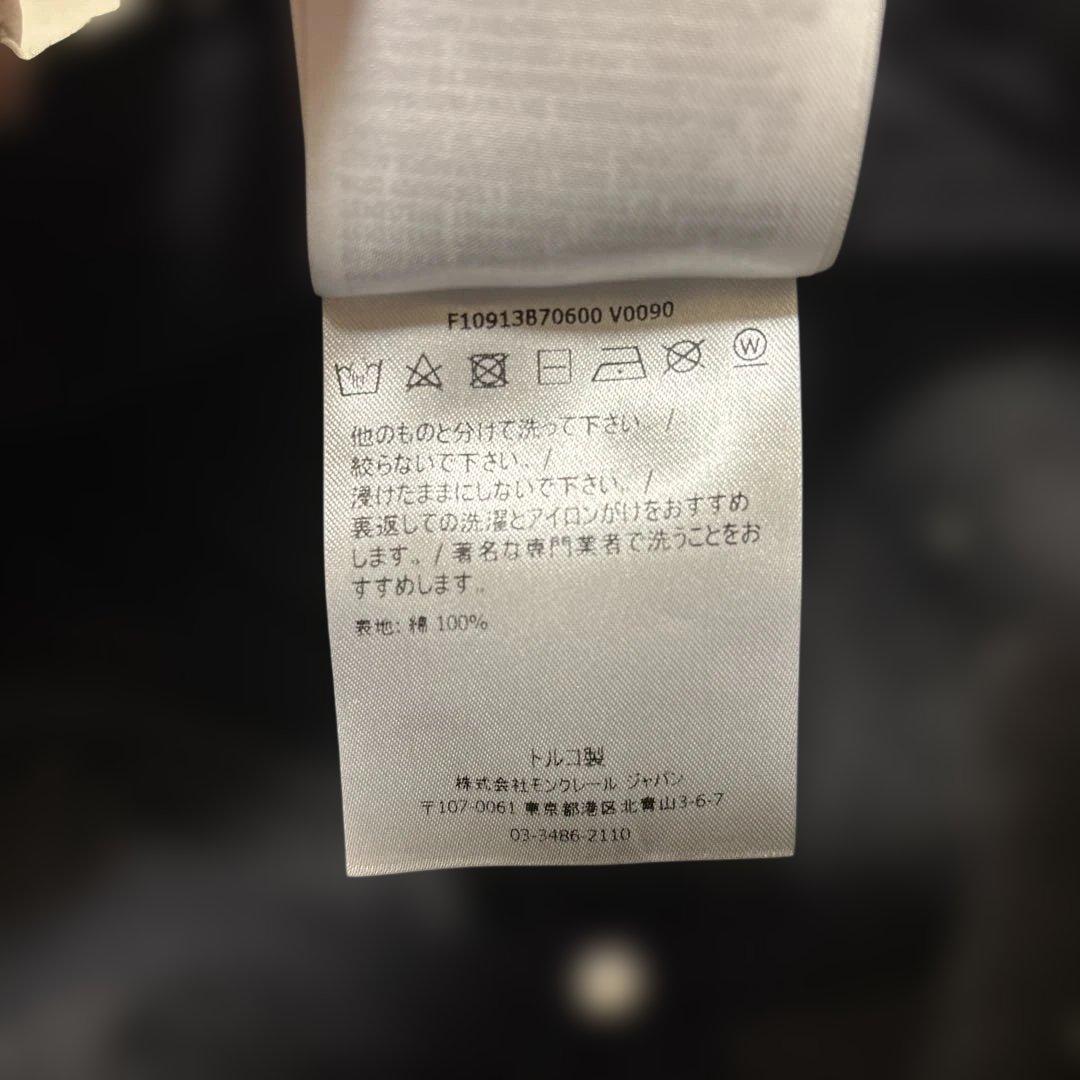 F10913B70600 V0090
W
他のものと分けて洗って下さい。/
絞らないで下さい。/
浸けたままにしないで下さい。/
裏返しての洗濯とアイロンがけをおすすめ
します。/ 著名な専門業者で洗うことをお
すすめします。
表地: 綿 100%
トルコ製
株式会社モンクレール ジャパン
〒107-0061 東京都港区北青山3-6-7
03-3486-2110